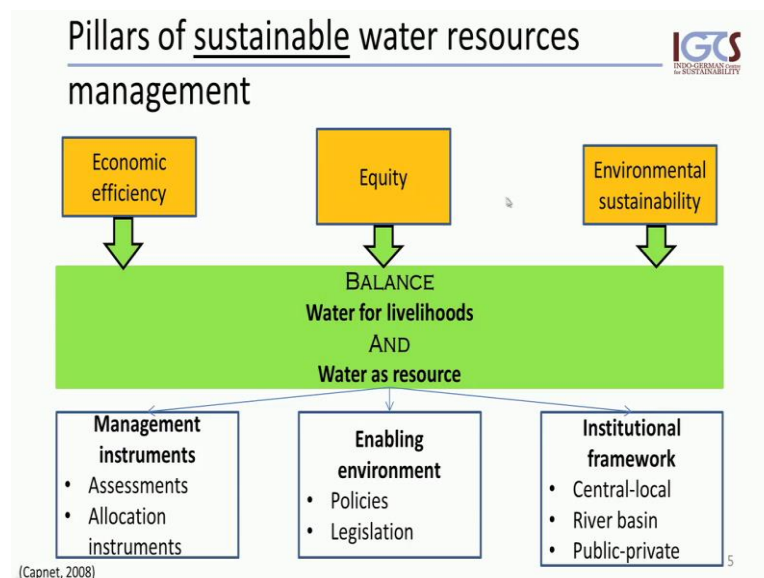 Pillars of sustainable water resources
management
IGCS
INDO-GERMAN Centre
for SUSTAINABILITY
Economic
efficiency
Equity
Environmental
sustainability
BALANCE
Water for livelihoods
AND
Water as resource
Management
instruments
• Assessments
• Allocation
instruments
Enabling
environment
• Policies
• Legislation
Institutional
framework
• Central-local
• River basin
• Public-private
5
(Capnet, 2008)